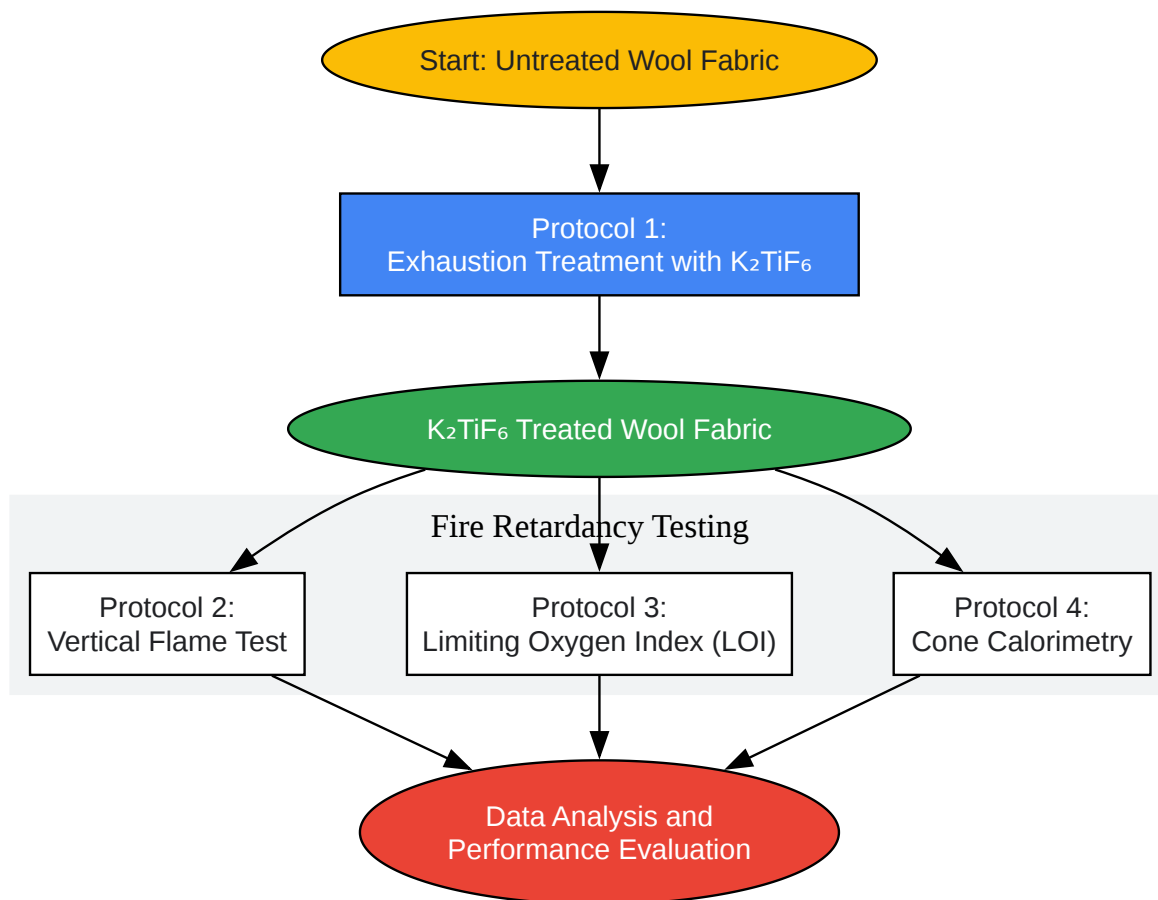 Start: Untreated Wool Fabric
Protocol 1:
Exhaustion Treatment with K₂TiF₆
K₂TiF₆ Treated Wool Fabric
Fire Retardancy Testing
Protocol 2:
Vertical Flame Test
Protocol 3:
Limiting Oxygen Index (LOI)
Protocol 4:
Cone Calorimetry
Data Analysis and
Performance Evaluation